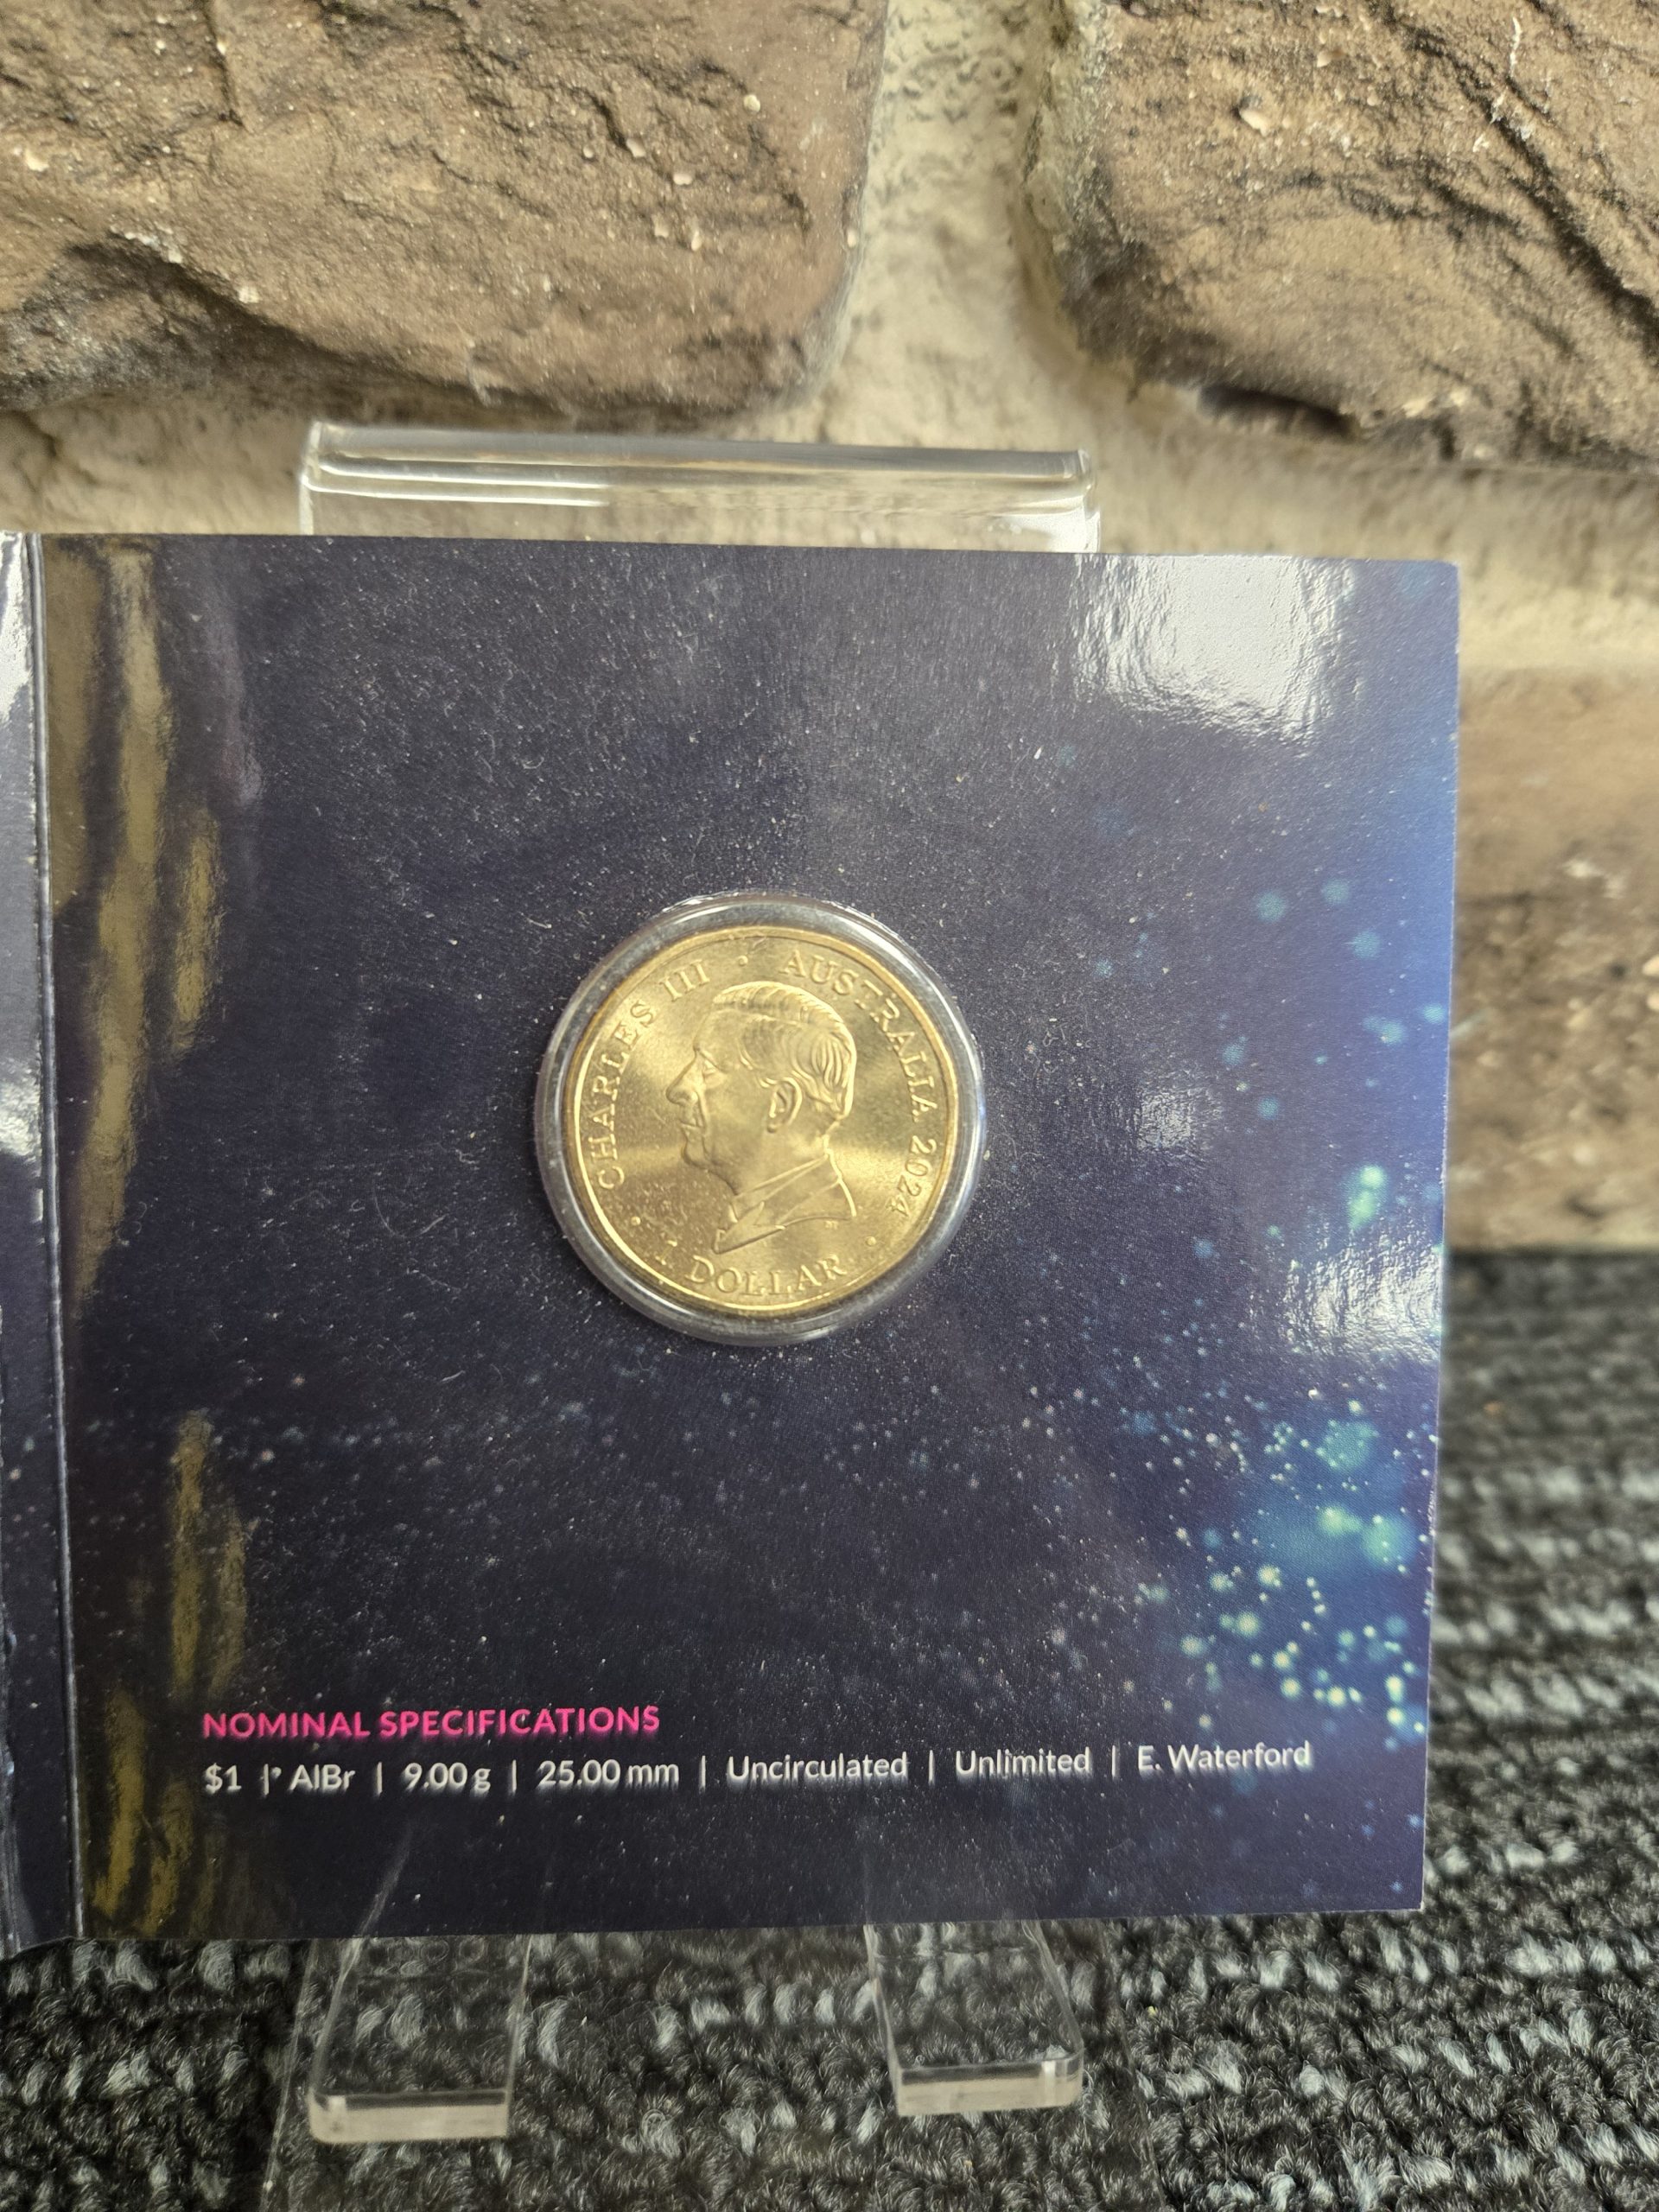 CHARLES III • AUSTRALIA 2024
• 1 DOLLAR •
NOMINAL SPECIFICATIONS
$1 | AlBr | 9.00 g | 25.00 mm | Uncirculated | Unlimited | E. Waterford